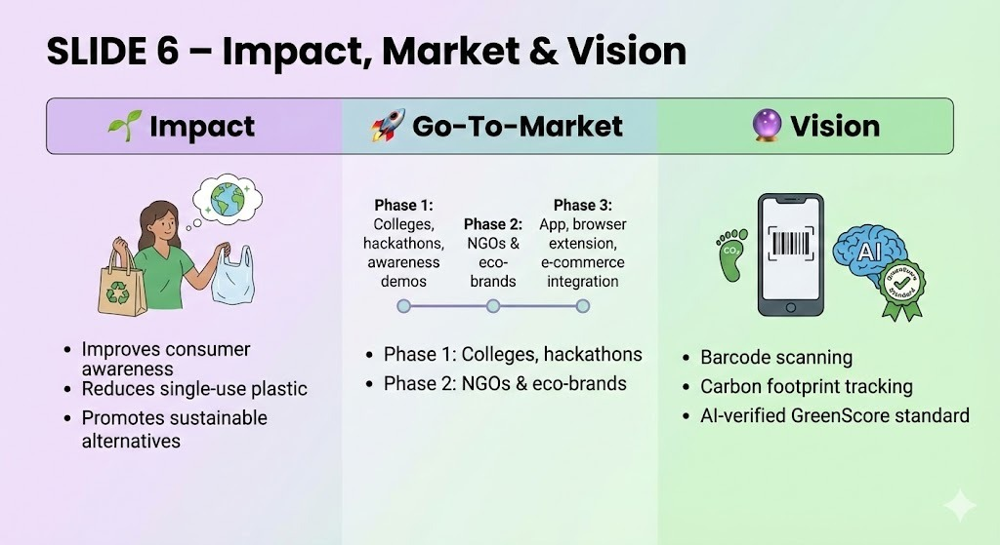 SLIDE 6 – Impact, Market & Vision
Impact
Go-To-Market
Vision
Phase 1:
Colleges,
hackathons,
awareness
demos
Phase 2:
NGOs &
eco-
brands
Phase 3:
App, browser
extension,
e-commerce
integration
CO₂
AI
Standard
Improves consumer
awareness
Reduces single-use plastic
Promotes sustainable
alternatives
Phase 1: Colleges, hackathons
Phase 2: NGOs & eco-brands
Barcode scanning
Carbon footprint tracking
AI-verified GreenScore standard